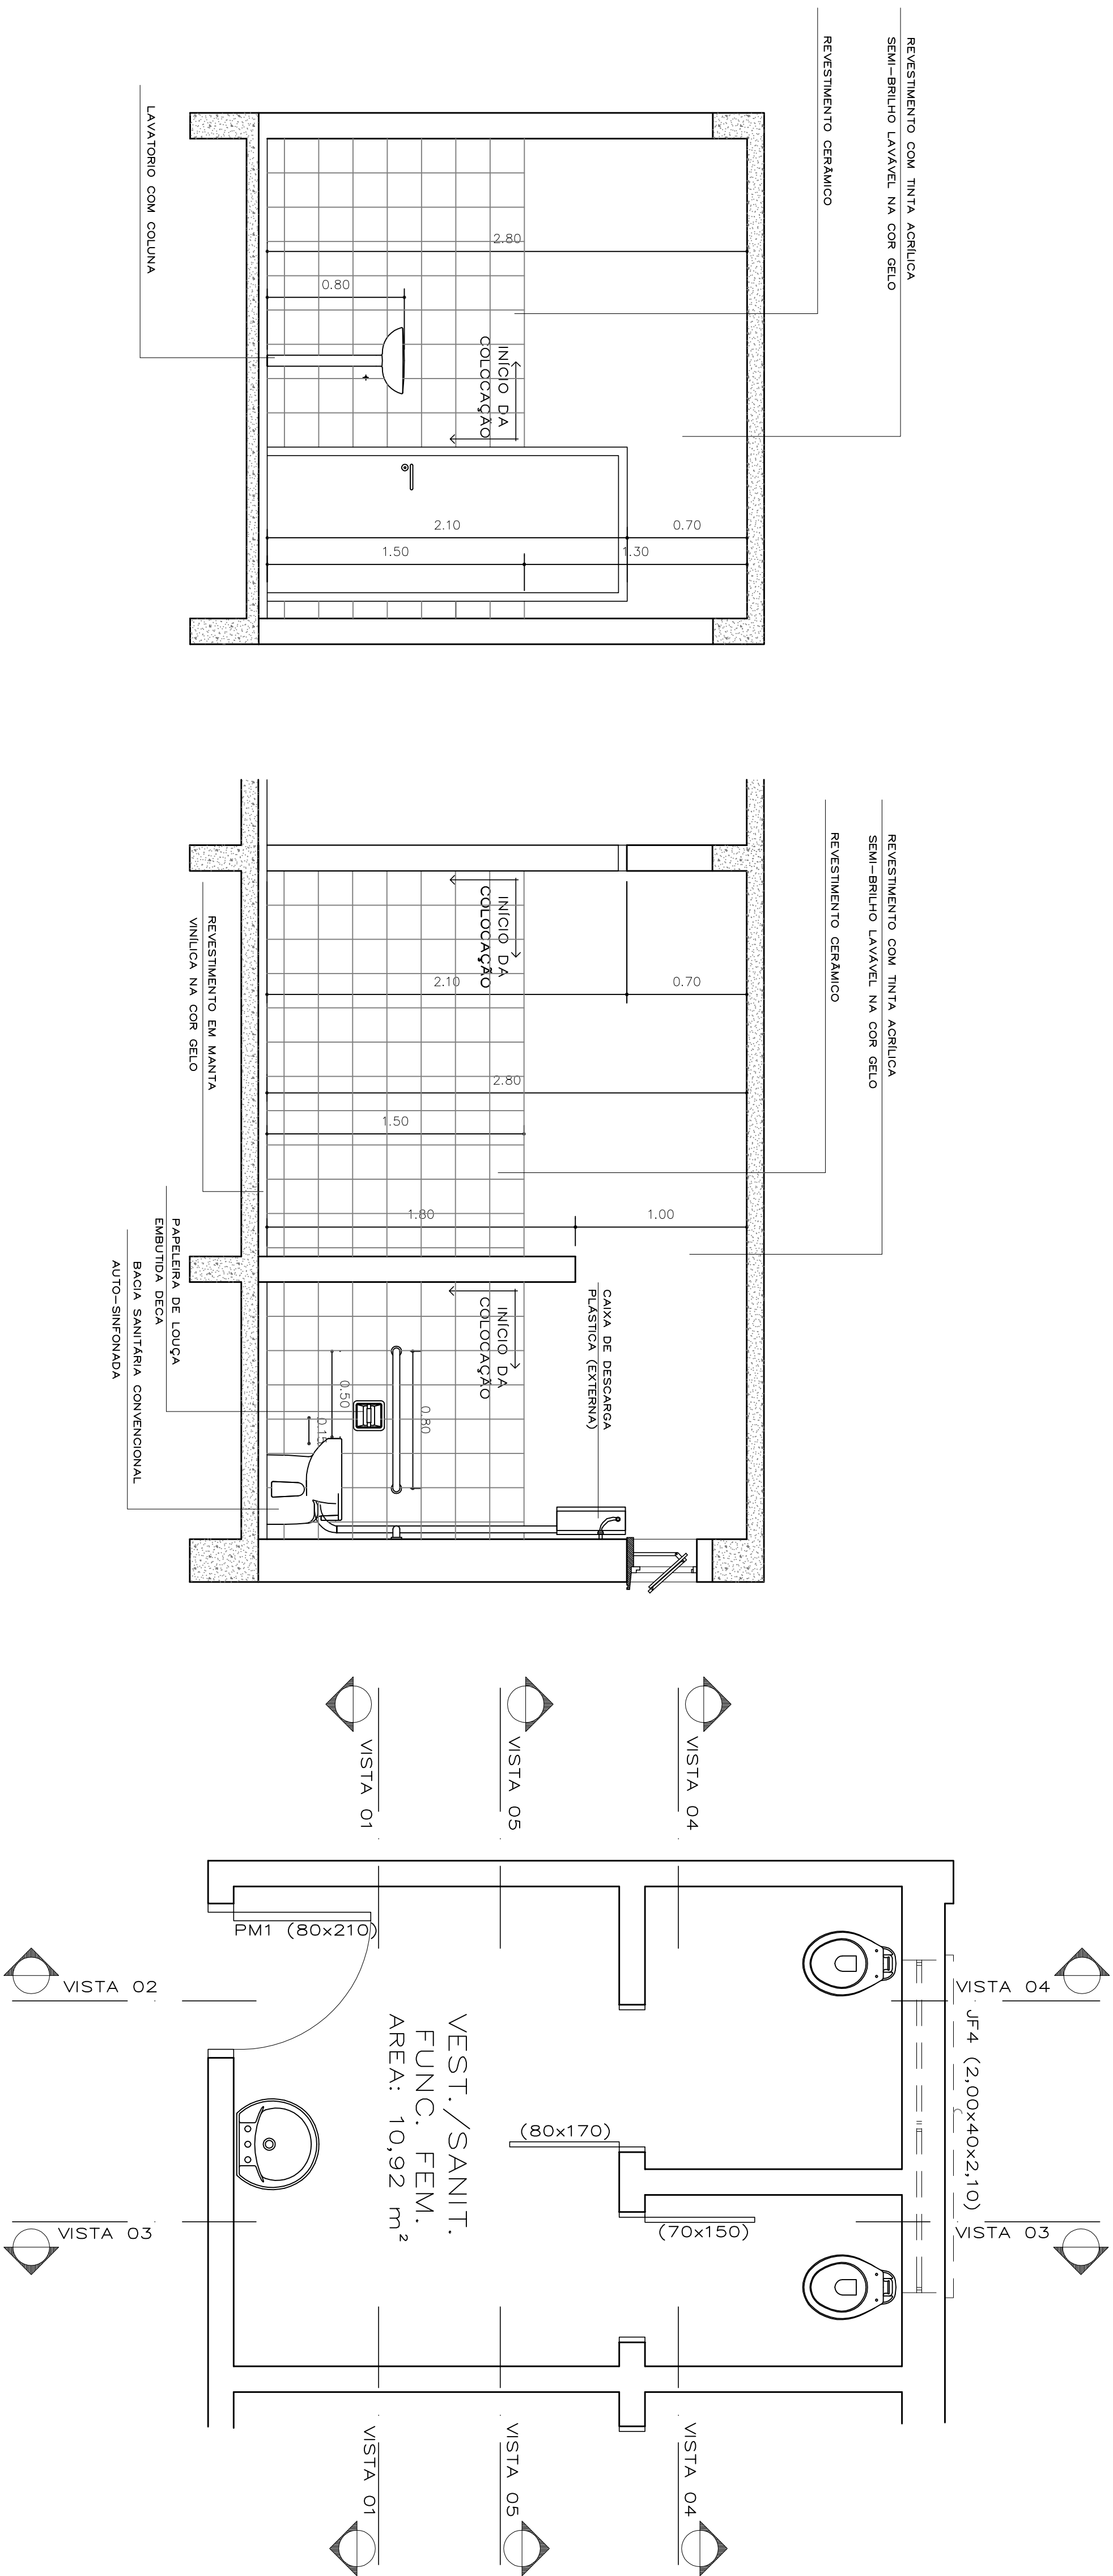 REVESTIMENTO COM TINTA ACRÍLICA
SEMI-BRILHO LAVÁVEL NA COR GELO
REVESTIMENTO CERÂMICO
2.80
0.80
INÍCIO DA
COLOCAÇÃO
2.10
0.70
1.50
1.30
LAVATORIO COM COLUNA
REVESTIMENTO COM TINTA ACRÍLICA
SEMI-BRILHO LAVÁVEL NA COR GELO
REVESTIMENTO CERÂMICO
INÍCIO DA
COLOCAÇÃO
2.10
0.70
2.80
1.50
1.80
1.00
REVESTIMENTO EM MANTA
VINÍLICA NA COR GELO
CAIXA DE DESCARGA
PLÁSTICA (EXTERNA)
INÍCIO DA
COLOCAÇÃO
0.50
0.80
PAPELEIRA DE LOUÇA
EMBUTIDA DECA
BACIA SANITÁRIA CONVENCIONAL
AUTO-SINFONADA
VISTA 04
VISTA 05
VISTA 01
PM1 (80x210)
VISTA 02
VISTA 04
JF4 (2,00x40x2,10)
VEST./SANIT.
FUNC. FEM.
AREA: 10,92 m²
(80x170)
(70x150)
VISTA 03
VISTA 03
VISTA 04
VISTA 05
VISTA 01